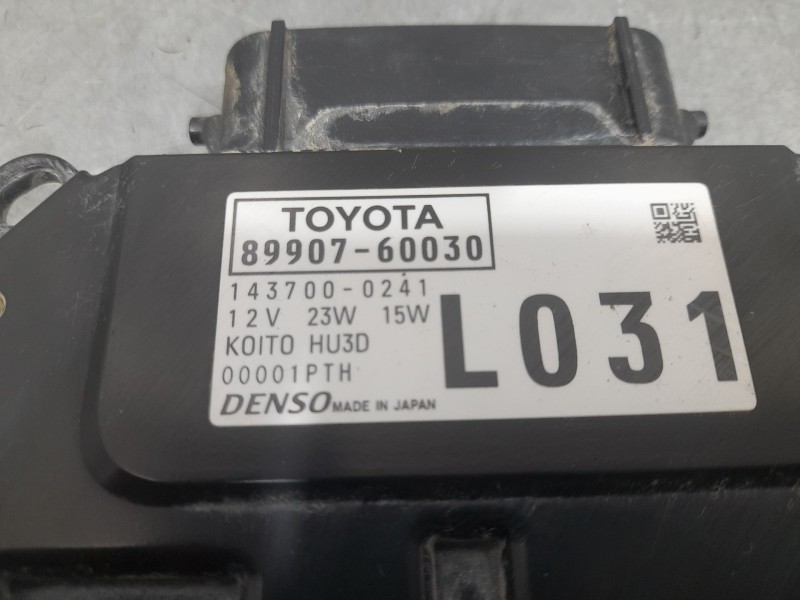 TOYOTA
89907-60030
143700-0241
12V 23W 15W
KOITO HU3D
00001PTH
L031
DENSO MADE IN JAPAN